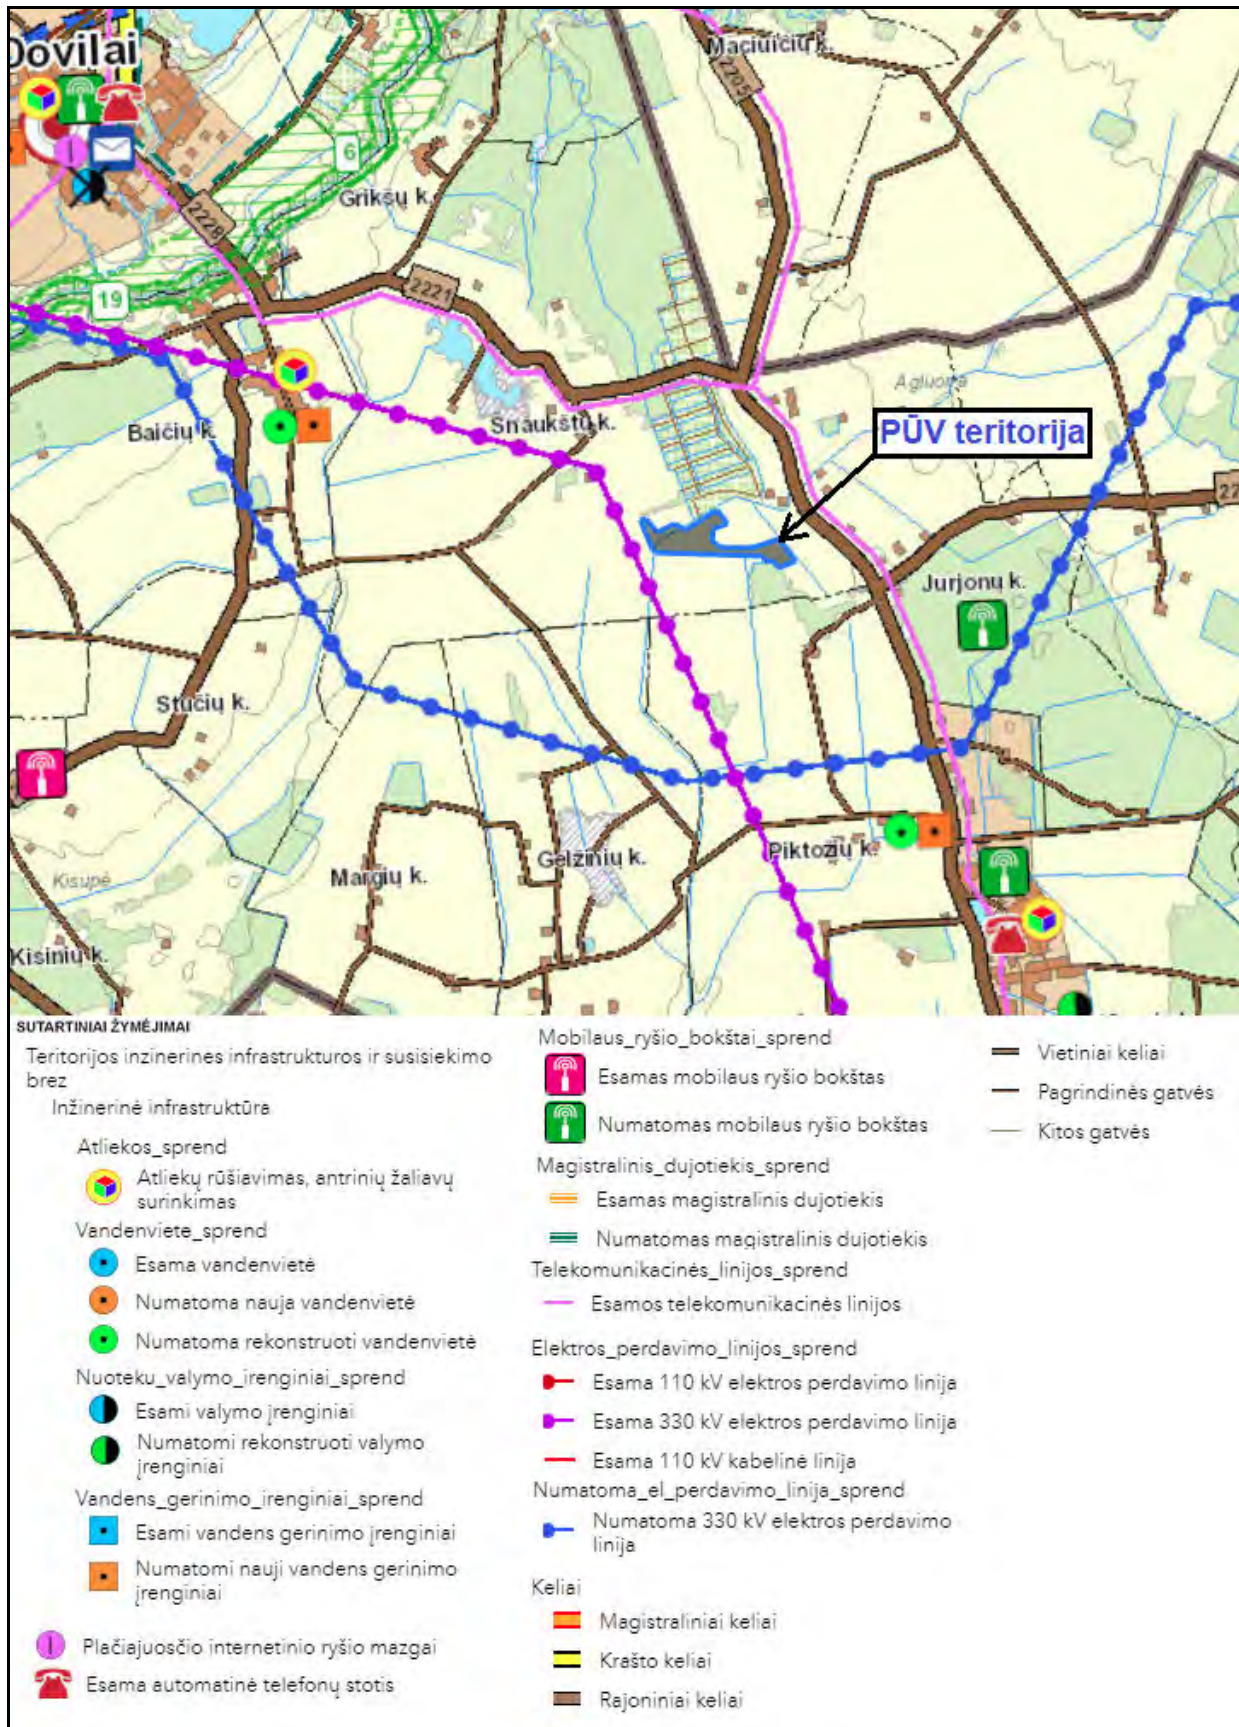 Dovilai
Mačiuičių k.
2205
6
Grikšų k.
2228
19
2221
Agluona
PŪV teritorija
Baičių k.
Šnaukštų k.
Jurjonų k.
Stučių k.
Gelžinių k.
Piktožių k.
Margių k.
Kisupė
Kisinių k.
SUTARTINIAI ŽYMĖJIMAI
Teritorijos inzinerines infrastrukturos ir susisiekimo
brez
Inžinerinė infrastruktūra
Atliekos_sprend
Atliekų rūšiavimas, antrinių žaliavų
surinkimas
Vandenviete_sprend
Esama vandenvietė
Numatoma nauja vandenvietė
Numatoma rekonstruoti vandenvietė
Nuoteku_valymo_irenginiai_sprend
Esami valymo įrenginiai
Numatomi rekonstruoti valymo
įrenginiai
Vandens_gerinimo_irenginiai_sprend
Esami vandens gerinimo įrenginiai
Numatomi nauji vandens gerinimo
įrenginiai
Plačiajuosčio internetinio ryšio mazgai
Esama automatinė telefonų stotis
Mobilaus_ryšio_bokštai_sprend
Esamas mobilaus ryšio bokštas
Numatomas mobilaus ryšio bokštas
Magistralinis_dujotiekis_sprend
Esamas magistralinis dujotiekis
Numatomas magistralinis dujotiekis
Telekomunikacinės_linijos_sprend
Esamos telekomunikacinės linijos
Elektros_perdavimo_linijos_sprend
Esama 110 kV elektros perdavimo linija
Esama 330 kV elektros perdavimo linija
Esama 110 kV kabelinė linija
Numatoma_el_perdavimo_linija_sprend
Numatoma 330 kV elektros perdavimo
linija
Keliai
Magistraliniai keliai
Krašto keliai
Rajoniniai keliai
Vietiniai keliai
Pagrindinės gatvės
Kitos gatvės